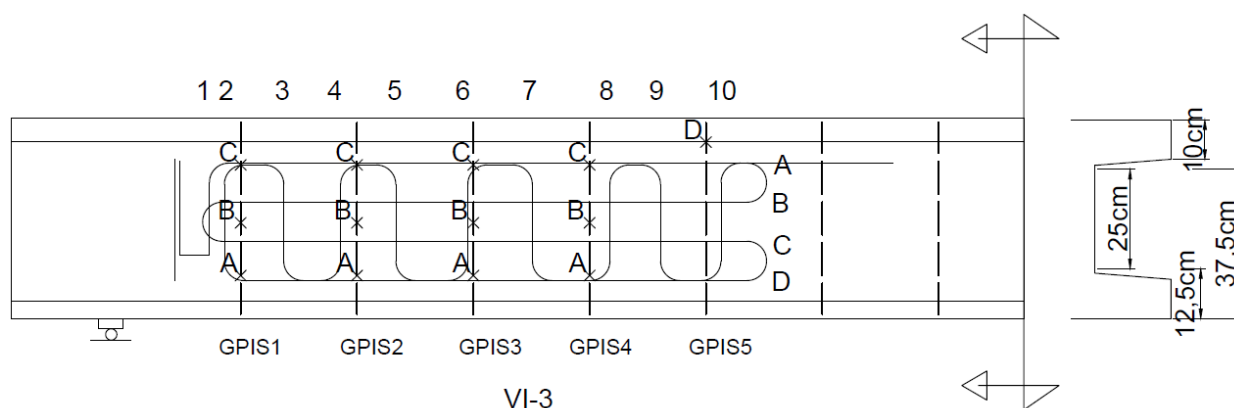 1 2 3 4 5 6 7 8 9 10
D
C C C C A
B B B B B
C
A A A A D
GPIS1 GPIS2 GPIS3 GPIS4 GPIS5
VI-3
10cm
25cm
37,5cm
12,5cm